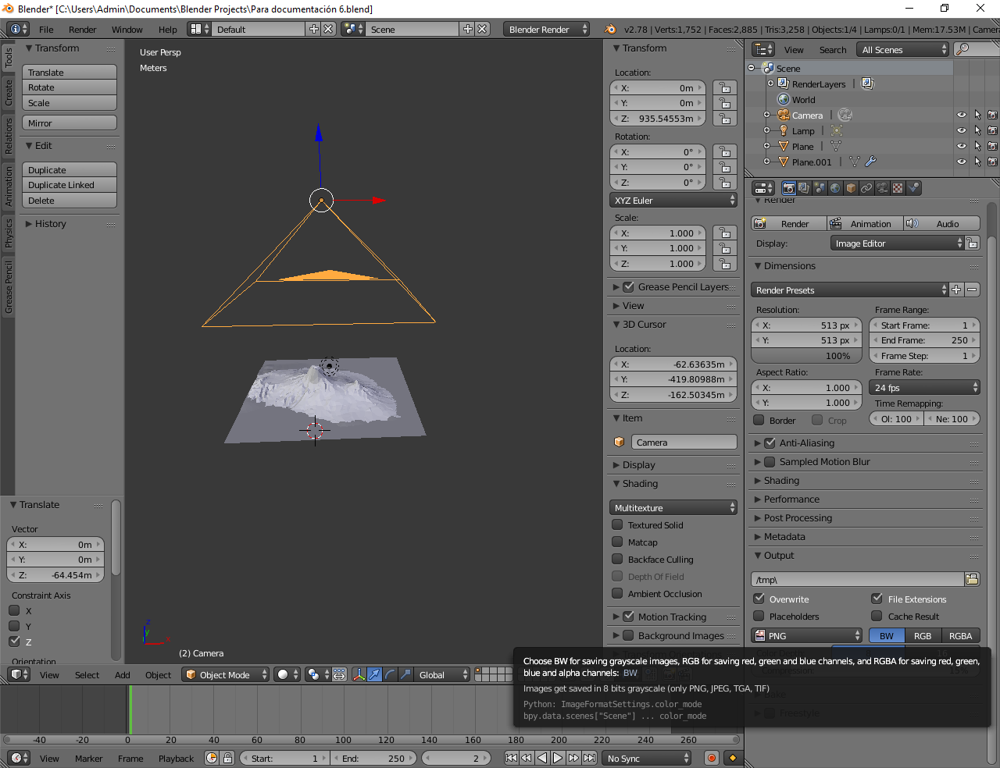 Blender* [C:\Users\Admin\Documents\Blender Projects\Para documentación 6.blend]
File Render Window Help Default Scene Blender Render v2.78 | Verts:1,752 | Faces:2,885 | Tris:3,258 | Objects:1/4 | Lamps:0/1 | Mem:17.53M | Camer
Tools
Create
Relations
Animation
Physics
Grease Pencil
Transform
Translate
Rotate
Scale
Mirror
Edit
Duplicate
Duplicate Linked
Delete
History
Translate
Vector
X: 0m
Y: 0m
Z: -64.454m
Constraint Axis
X
Y
Z
Orientation
User Persp
Meters
(2) Camera
z
y
x
Transform
Location:
X: 0m
Y: 0m
Z: 935.54553m
Rotation:
X: 0°
Y: 0°
Z: 0°
XYZ Euler
Scale:
X: 1.000
Y: 1.000
Z: 1.000
Grease Pencil Layers
View
3D Cursor
Location:
X: -62.63635m
Y: -419.80988m
Z: -162.50345m
Item
Camera
Display
Shading
Multitexture
Textured Solid
Matcap
Backface Culling
Depth Of Field
Ambient Occlusion
Motion Tracking
Background Images
Transform Orientations
View Search All Scenes
Scene
RenderLayers
World
Camera
Lamp
Plane
Plane.001
Render
Render Animation Audio
Display: Image Editor
Dimensions
Render Presets
Resolution:
X: 513 px
Y: 513 px
100%
Frame Range:
Start Frame: 1
End Frame: 250
Frame Step: 1
Aspect Ratio:
X: 1.000
Y: 1.000
Border Crop
Frame Rate:
24 fps
Time Remapping:
Ol: 100 Ne: 100
Anti-Aliasing
Sampled Motion Blur
Shading
Performance
Post Processing
Metadata
Output
/tmp\
Overwrite File Extensions
Placeholders Cache Result
PNG BW RGB RGBA
Color Depth: 8 16
Compression: 15%
Bake
Freestyle
Choose BW for saving grayscale images, RGB for saving red, green and blue channels, and RGBA for saving red, green,
blue and alpha channels: BW
Images get saved in 8 bits grayscale (only PNG, JPEG, TGA, TIF)
Python: ImageFormatSettings.color_mode
bpy.data.scenes["Scene"] ... color_mode
View Select Add Object Object Mode Global
-40 -20 0 20 40 60 80 100 120 140 160 180 200 220 240 260
View Marker Frame Playback Start: 1 End: 250 2 No Sync